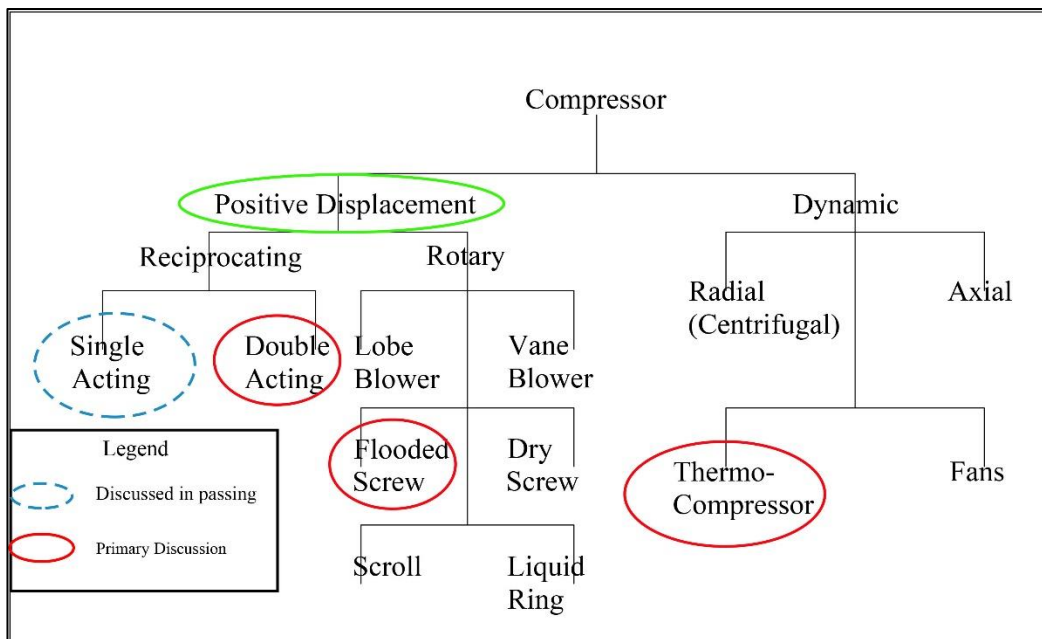 Compressor
Positive Displacement
Dynamic
Reciprocating
Rotary
Radial
(Centrifugal)
Axial
Single
Acting
Double
Acting
Lobe
Blower
Vane
Blower
Legend
Discussed in passing
Primary Discussion
Flooded
Screw
Dry
Screw
Thermo-
Compressor
Fans
Scroll
Liquid
Ring